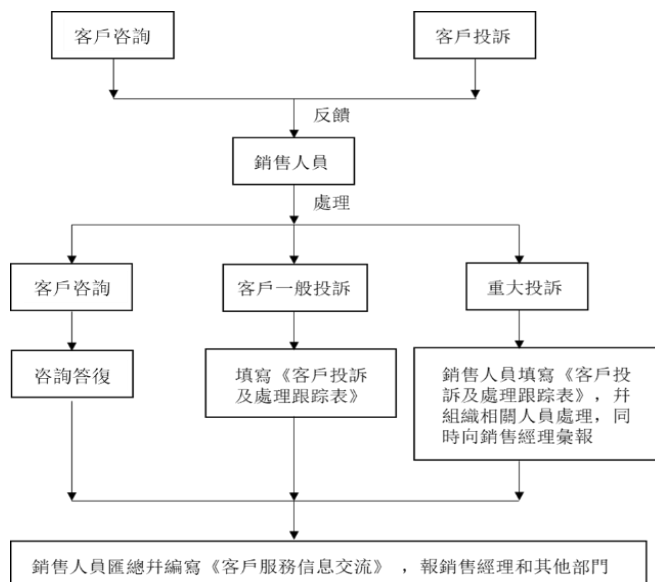 客戶咨詢
客戶投訴
反饋
銷售人員
處理
客戶咨詢
客戶一般投訴
重大投訴
咨詢答復
填寫《客戶投訴
及處理跟踪表》
銷售人員填寫《客戶投
訴及處理跟踪表》，幷
組織相關人員處理，同
時向銷售經理彙報
銷售人員匯總幷編寫《客戶服務信息交流》，報銷售經理和其他部門